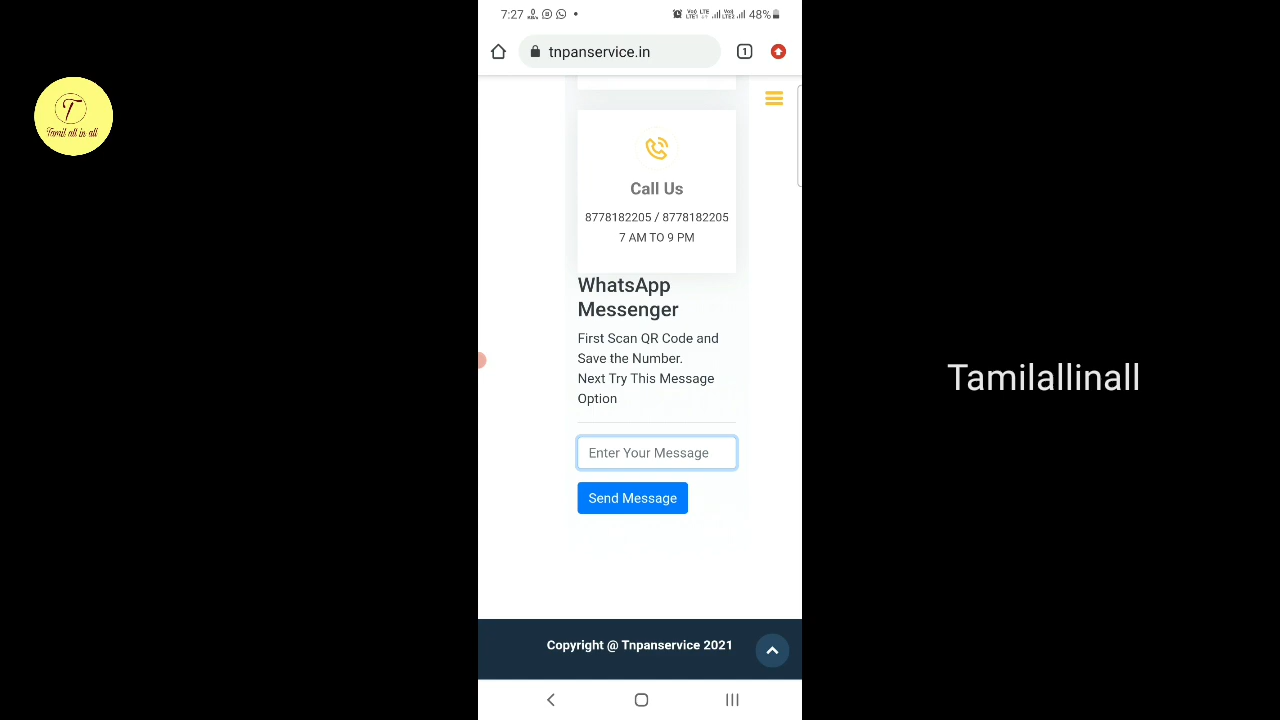 7:27
48%
tnpanservice.in
1
T
Tamil all in all
Call Us
8778182205 / 8778182205
7 AM TO 9 PM
WhatsApp
Messenger
First Scan QR Code and
Save the Number.
Next Try This Message
Option
Tamilallinall
Enter Your Message
Send Message
Copyright @ Tnpanservice 2021